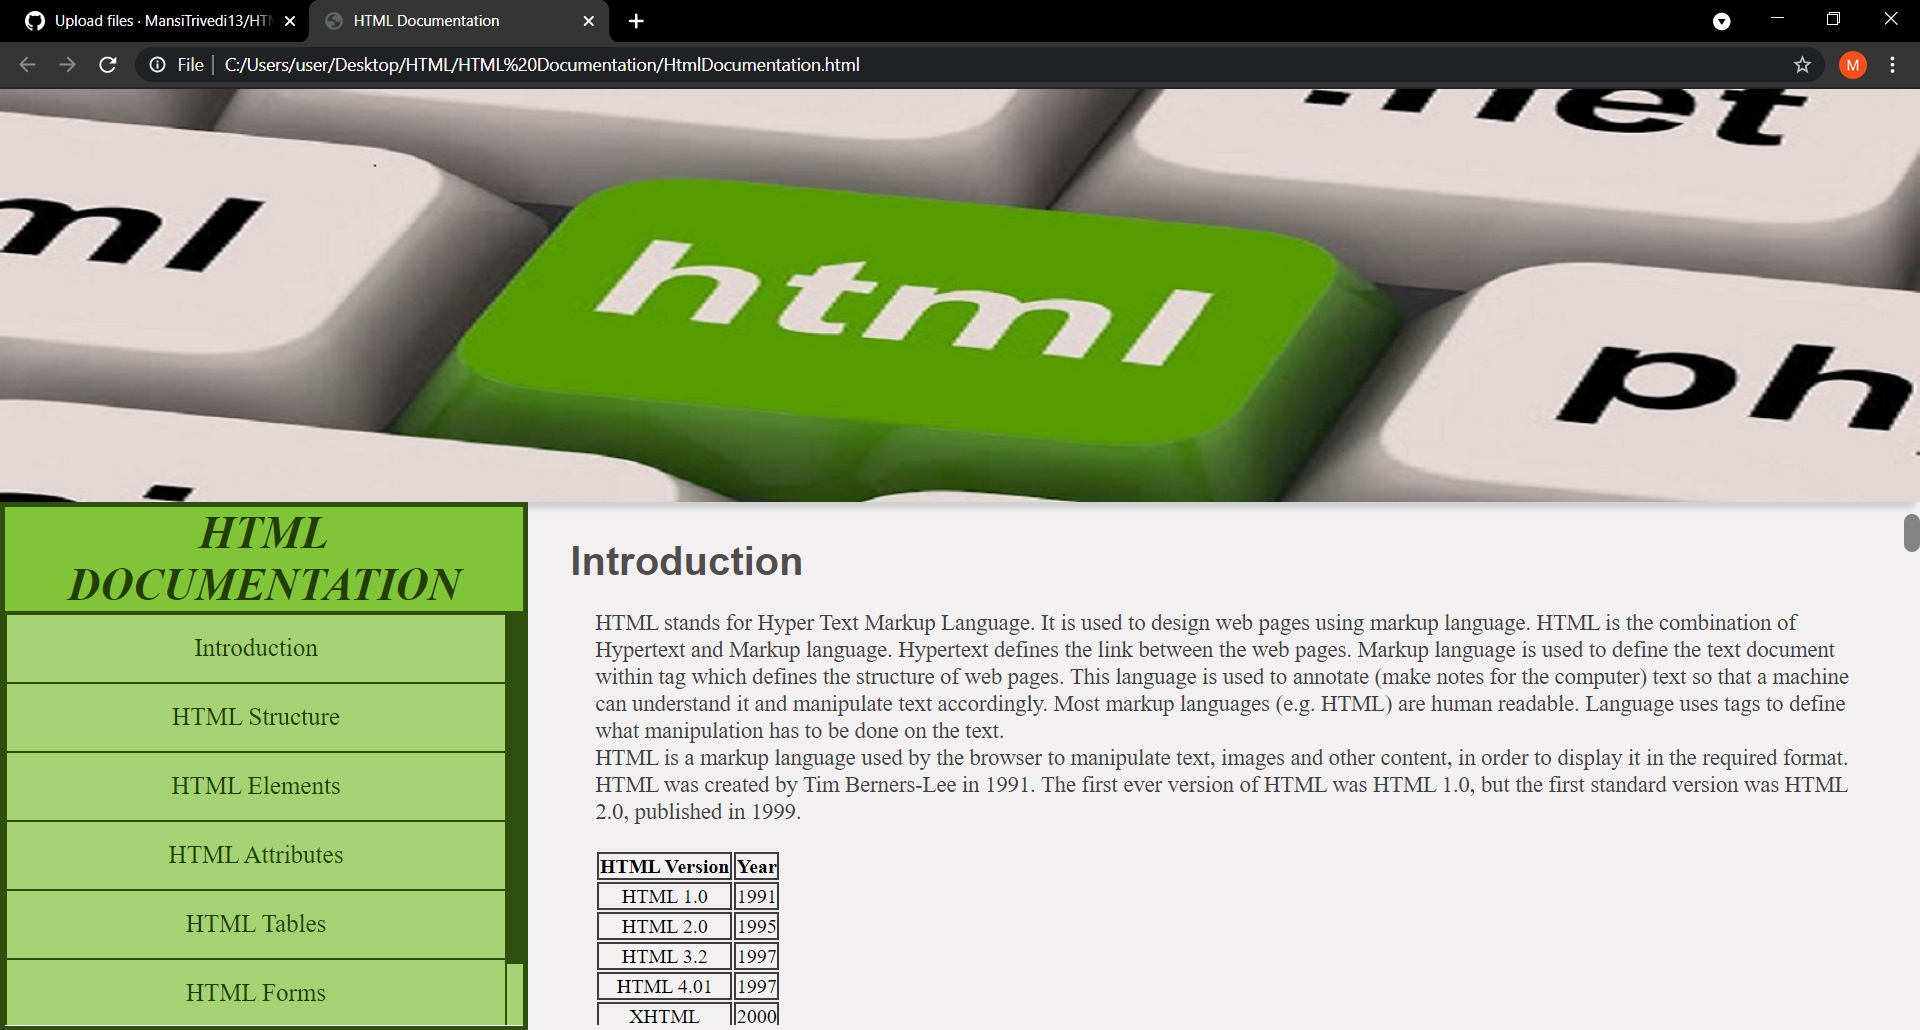 Upload files · MansiTrivedi13/HTM
HTML Documentation
File
C:/Users/user/Desktop/HTML/HTML%20Documentation/HtmlDocumentation.html
M
.net
ml
html
ph
HTML
DOCUMENTATION
Introduction
HTML Structure
HTML Elements
HTML Attributes
HTML Tables
HTML Forms
Introduction
HTML stands for Hyper Text Markup Language. It is used to design web pages using markup language. HTML is the combination of
Hypertext and Markup language. Hypertext defines the link between the web pages. Markup language is used to define the text document
within tag which defines the structure of web pages. This language is used to annotate (make notes for the computer) text so that a machine
can understand it and manipulate text accordingly. Most markup languages (e.g. HTML) are human readable. Language uses tags to define
what manipulation has to be done on the text.
HTML is a markup language used by the browser to manipulate text, images and other content, in order to display it in the required format.
HTML was created by Tim Berners-Lee in 1991. The first ever version of HTML was HTML 1.0, but the first standard version was HTML
2.0, published in 1999.
HTML Version Year
HTML 1.0 1991
HTML 2.0 1995
HTML 3.2 1997
HTML 4.01 1997
XHTML 2000